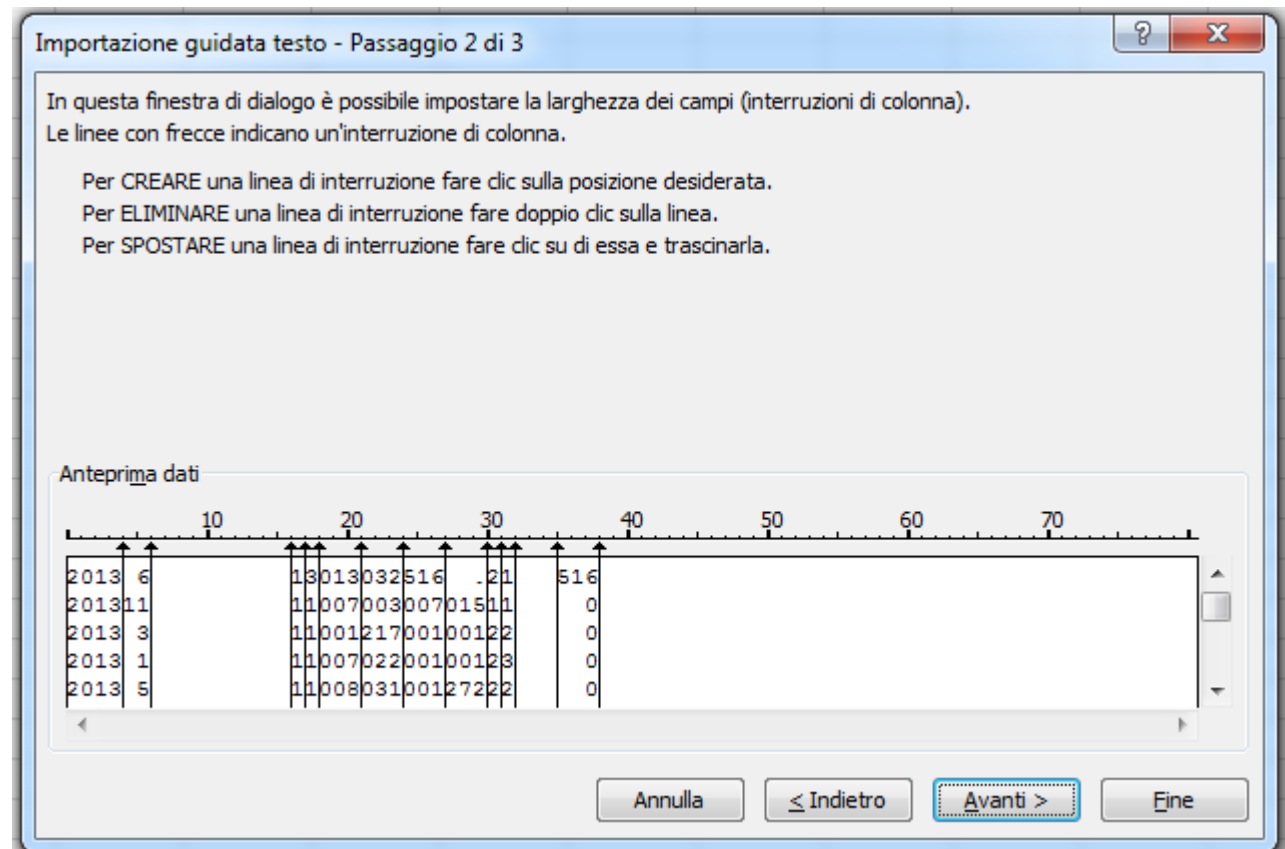 Importazione guidata testo - Passaggio 2 di 3
In questa finestra di dialogo è possibile impostare la larghezza dei campi (interruzioni di colonna).
Le linee con frecce indicano un'interruzione di colonna.
Per CREARE una linea di interruzione fare clic sulla posizione desiderata.
Per ELIMINARE una linea di interruzione fare doppio clic sulla linea.
Per SPOSTARE una linea di interruzione fare clic su di essa e trascinarla.
Anteprima dati
10 20 30 40 50 60 70
2013 6 13013032516 .21 516
201311 1100700300701511 0
2013 3 1100121700100122 0
2013 1 1100702200100123 0
2013 5 1100803100127222 0
Annulla < Indietro Avanti > Fine